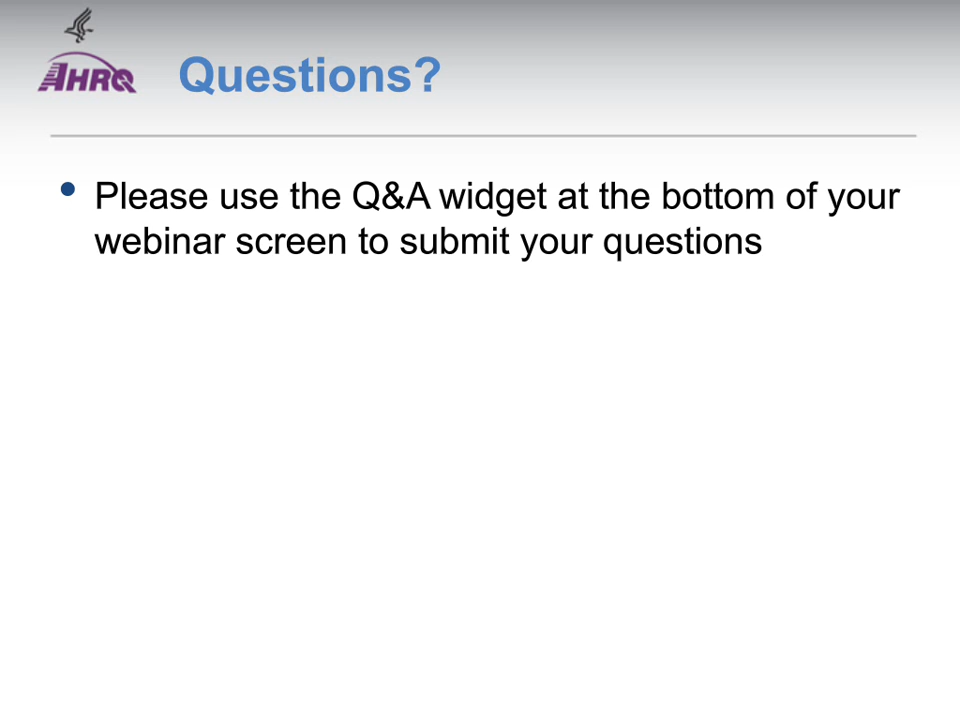 AHRQ
Questions?
• Please use the Q&A widget at the bottom of your
webinar screen to submit your questions